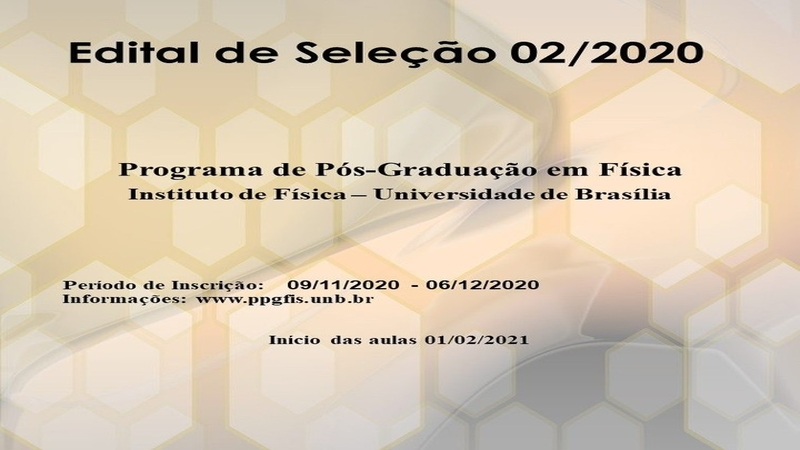 Edital de Seleção 02/2020
Programa de Pós-Graduação em Física
Instituto de Física – Universidade de Brasília
Período de Inscrição: 09/11/2020 - 06/12/2020
Informações: www.ppgfis.unb.br
Início das aulas 01/02/2021